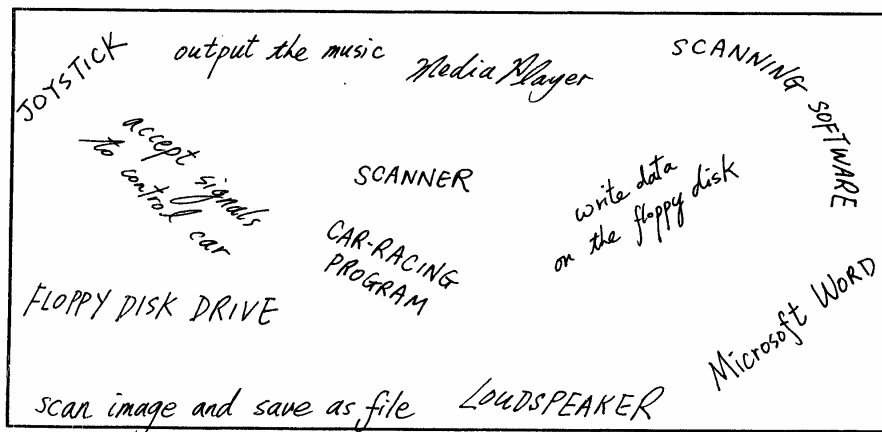 JOYSTICK
output the music
Media Player
SCANNING SOFTWARE
accept signals
to control car
SCANNER
write data
on the floppy disk
CAR-RACING
PROGRAM
FLOPPY DISK DRIVE
Microsoft WORD
scan image and save as file
LOUDSPEAKER